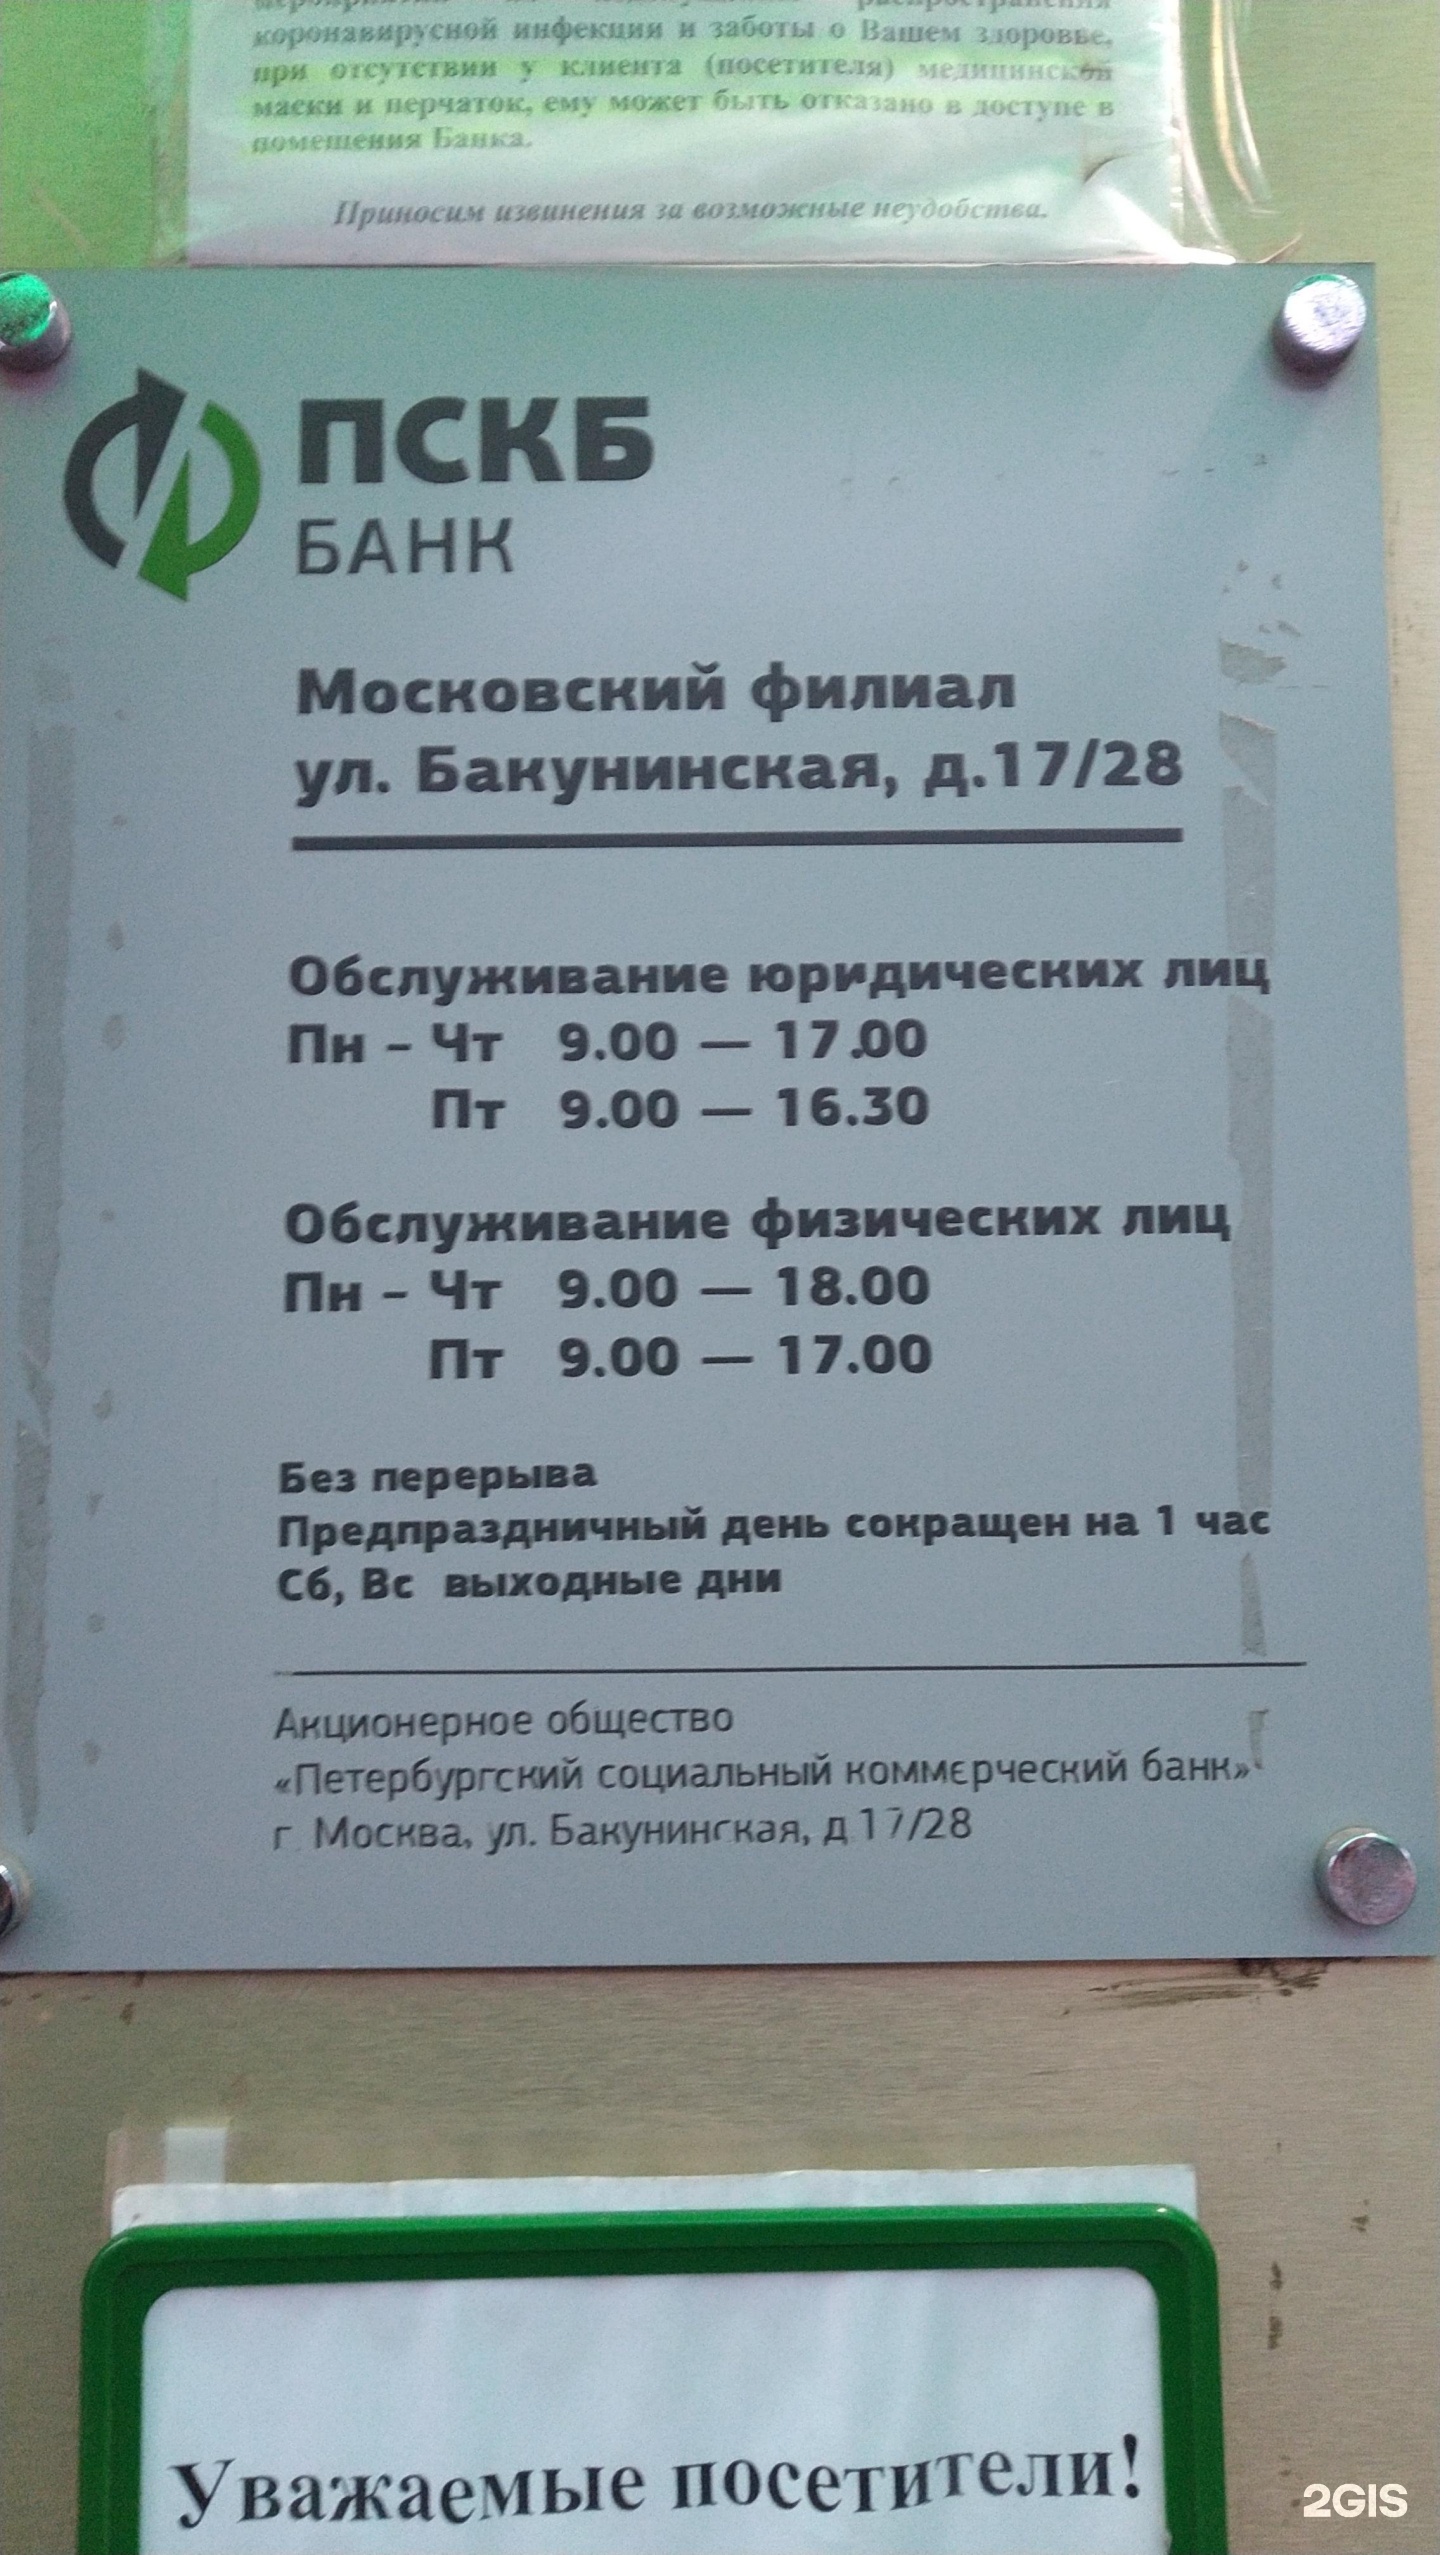 распространения
коронавирусной инфекции и заботы о Вашем здоровье,
при отсутствии у клиента (посетителя) медицинской
маски и перчаток, ему может быть отказано в доступе в
помещения Банка.
Приносим извинения за возможные неудобства.
ПСКБ
БАНК
Московский филиал
ул. Бакунинская, д.17/28
Обслуживание юридических лиц
Пн – Чт 9.00 — 17.00
Пт 9.00 — 16.30
Обслуживание физических лиц
Пн – Чт 9.00 — 18.00
Пт 9.00 — 17.00
Без перерыва
Предпраздничный день сокращен на 1 час
Сб, Вс выходные дни
Акционерное общество
«Петербургский социальный коммерческий банк»
г. Москва, ул. Бакунинская, д 17/28
Уважаемые посетители!
2GIS